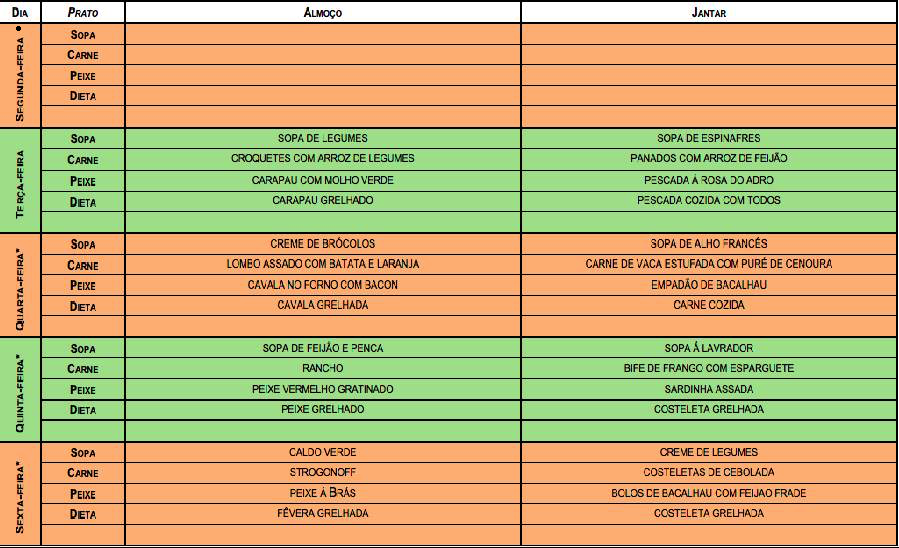 DIA PRATO ALMOÇO JANTAR
SEGUNDA-FEIRA •
SOPA
CARNE
PEIXE
DIETA
TERÇA-FEIRA
SOPA SOPA DE LEGUMES SOPA DE ESPINAFRES
CARNE CROQUETES COM ARROZ DE LEGUMES PANADOS COM ARROZ DE FEIJÃO
PEIXE CARAPAU COM MOLHO VERDE PESCADA À ROSA DO ADRO
DIETA CARAPAU GRELHADO PESCADA COZIDA COM TODOS
QUARTA-FEIRA*
SOPA CREME DE BRÓCOLOS SOPA DE ALHO FRANCÊS
CARNE LOMBO ASSADO COM BATATA E LARANJA CARNE DE VACA ESTUFADA COM PURÉ DE CENOURA
PEIXE CAVALA NO FORNO COM BACON EMPADÃO DE BACALHAU
DIETA CAVALA GRELHADA CARNE COZIDA
QUINTA-FEIRA*
SOPA SOPA DE FEIJÃO E PENCA SOPA À LAVRADOR
CARNE RANCHO BIFE DE FRANGO COM ESPARGUETE
PEIXE PEIXE VERMELHO GRATINADO SARDINHA ASSADA
DIETA PEIXE GRELHADO COSTELETA GRELHADA
SEXTA-FEIRA*
SOPA CALDO VERDE CREME DE LEGUMES
CARNE STROGONOFF COSTELETAS DE CEBOLADA
PEIXE PEIXE À BRÁS BOLOS DE BACALHAU COM FEIJAO FRADE
DIETA FÊVERA GRELHADA COSTELETA GRELHADA